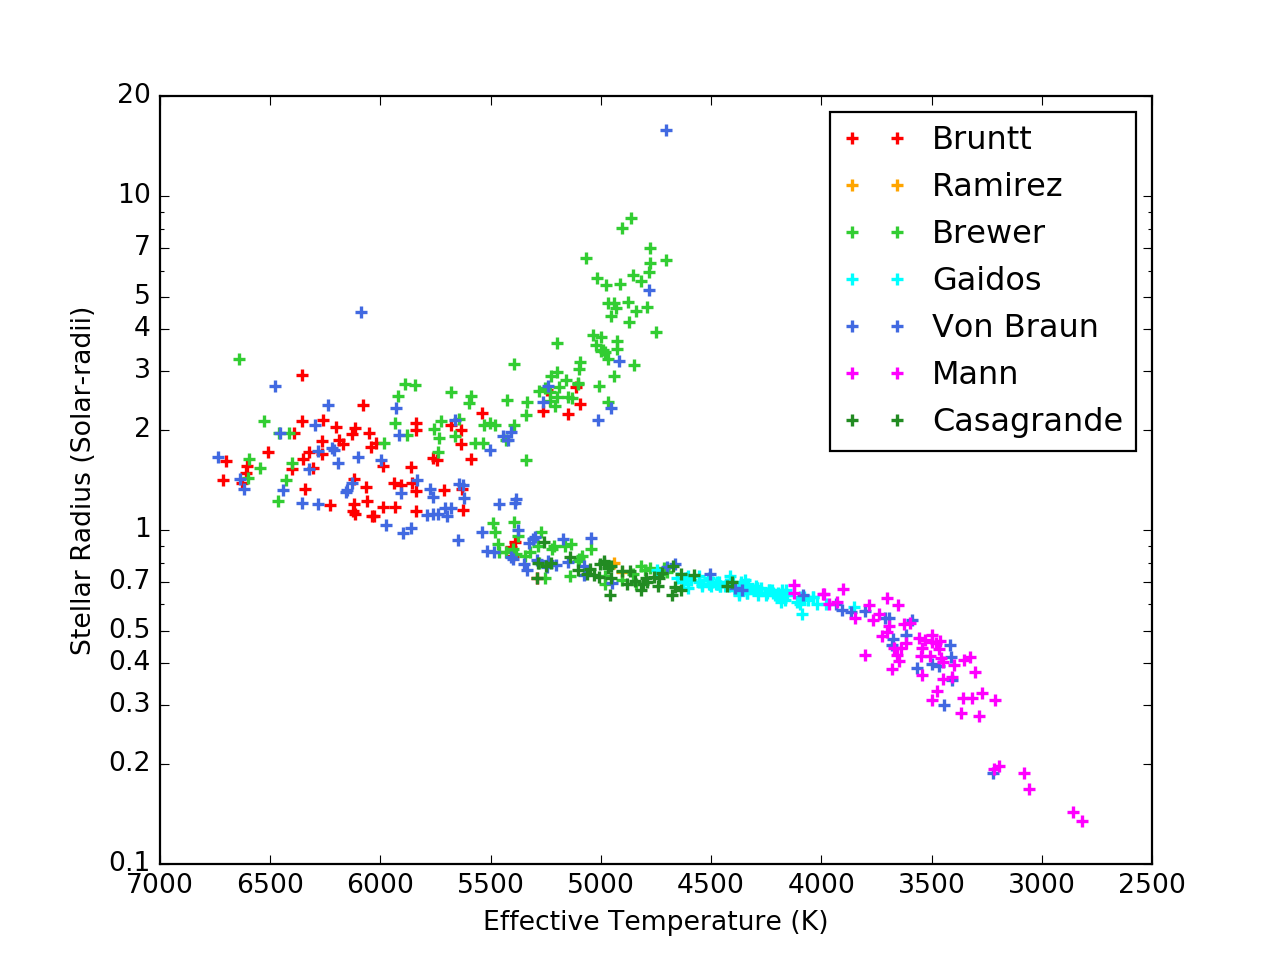 20
10
7
5
4
3
2
1
0.7
0.5
0.4
0.3
0.2
0.1
Stellar Radius (Solar-radii)
Bruntt
Ramirez
Brewer
Gaidos
Von Braun
Mann
Casagrande
7000 6500 6000 5500 5000 4500 4000 3500 3000 2500
Effective Temperature (K)